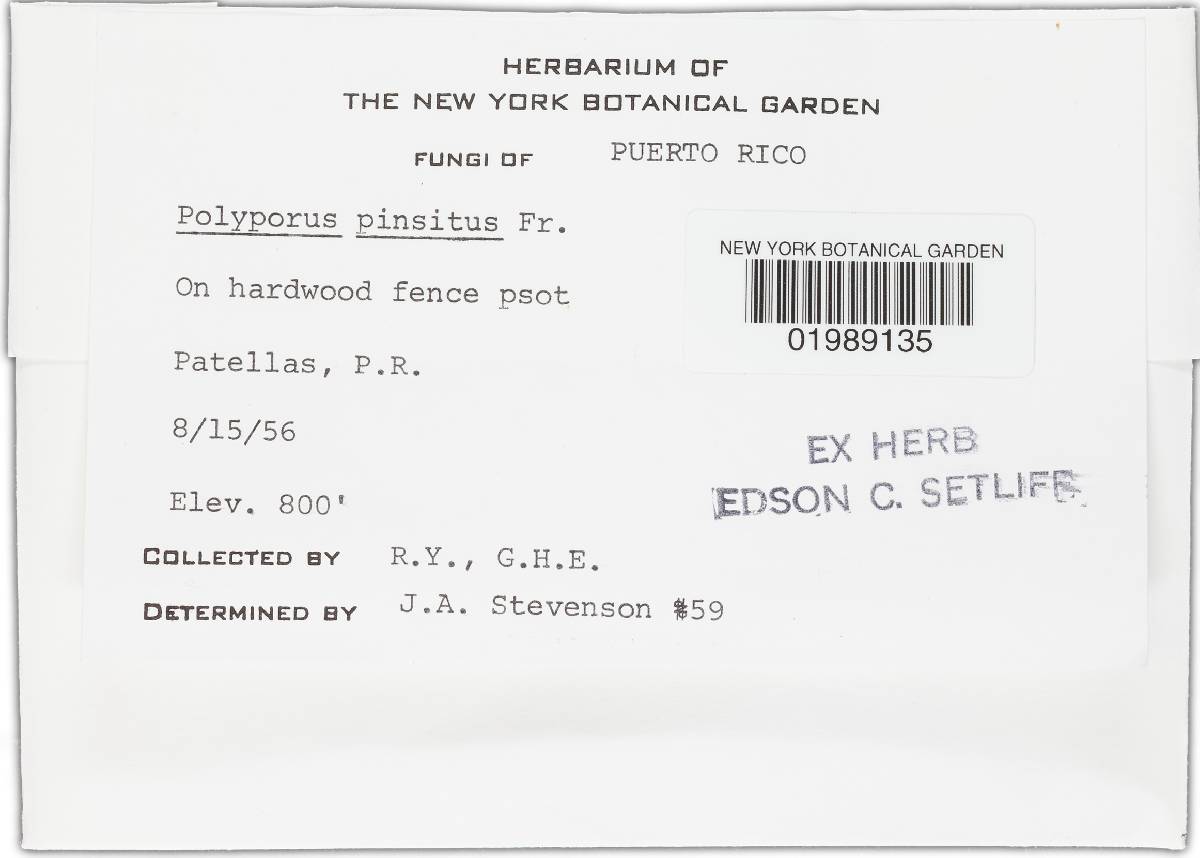 HERBARIUM OF
THE NEW YORK BOTANICAL GARDEN
FUNGI OF PUERTO RICO
Polyporus pinsitus Fr.
On hardwood fence psot
Patellas, P.R.
8/15/56
Elev. 800'
COLLECTED BY R.Y., G.H.E.
DETERMINED BY J.A. Stevenson #59
NEW YORK BOTANICAL GARDEN
01989135
EX HERB
EDSON C. SETLIFF